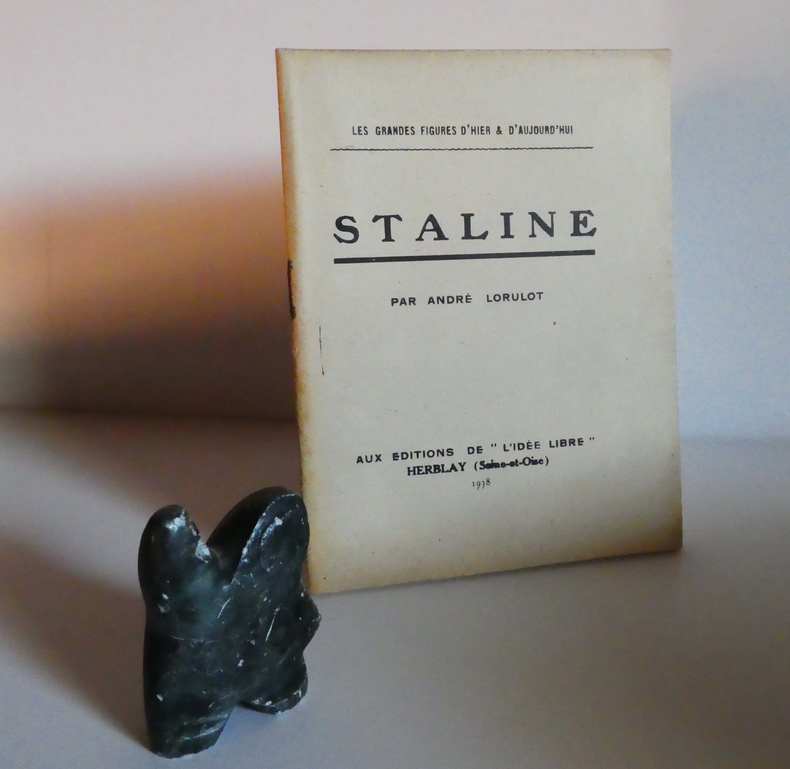 LES GRANDES FIGURES D'HIER & D'AUJOURD'HUI
STALINE
PAR ANDRÉ LORULOT
AUX EDITIONS DE "L'IDÉE LIBRE"
HERBLAY (Seine-et-Oise)
1938